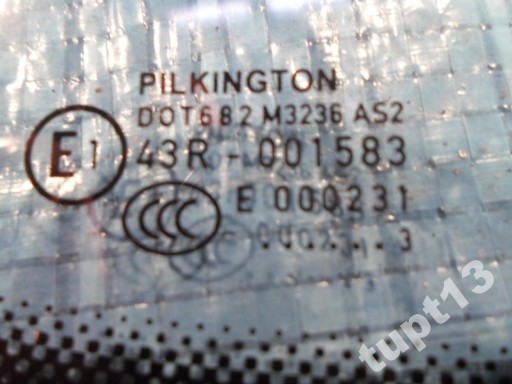 PILKINGTON
DOT682 M3236 AS2
E1 43R-001583
CCC E 000231
tupt13